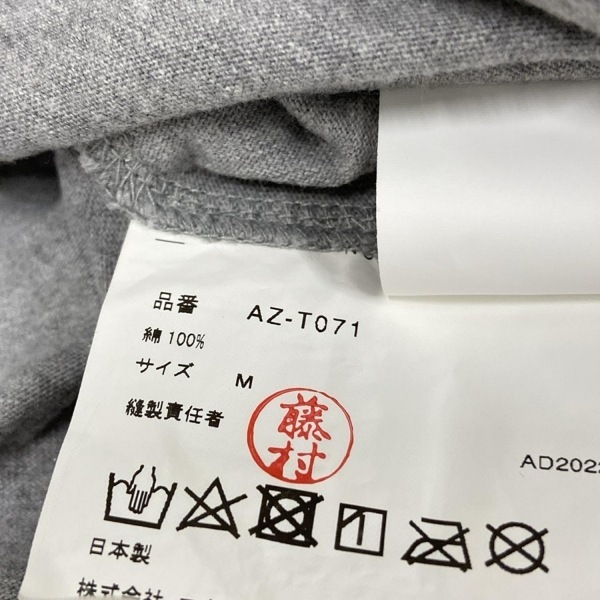 品番 AZ-T071
綿 100%
サイズ M
縫製責任者 藤村
AD2022
日本製
株式会社